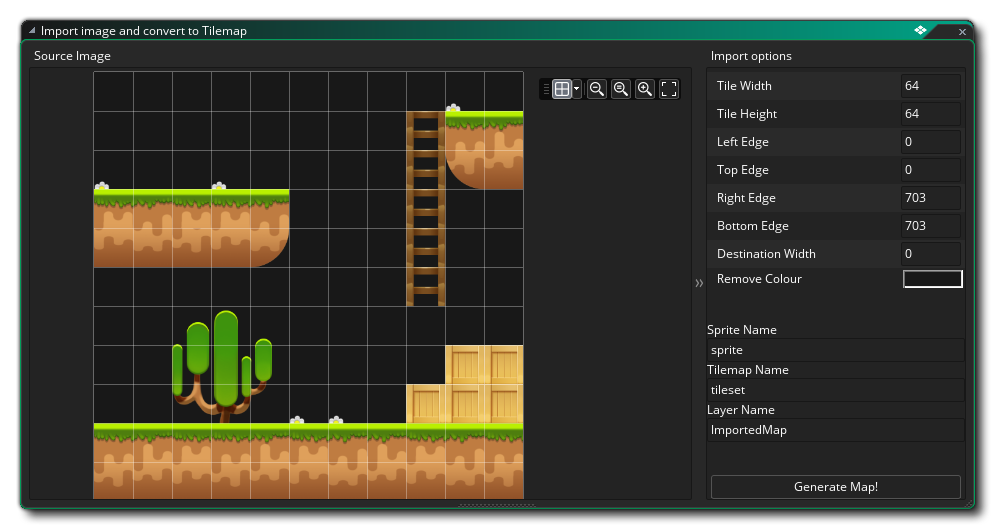 Import image and convert to Tilemap
Source Image
Import options
Tile Width 64
Tile Height 64
Left Edge 0
Top Edge 0
Right Edge 703
Bottom Edge 703
Destination Width 0
Remove Colour
Sprite Name
sprite
Tilemap Name
tileset
Layer Name
ImportedMap
Generate Map!